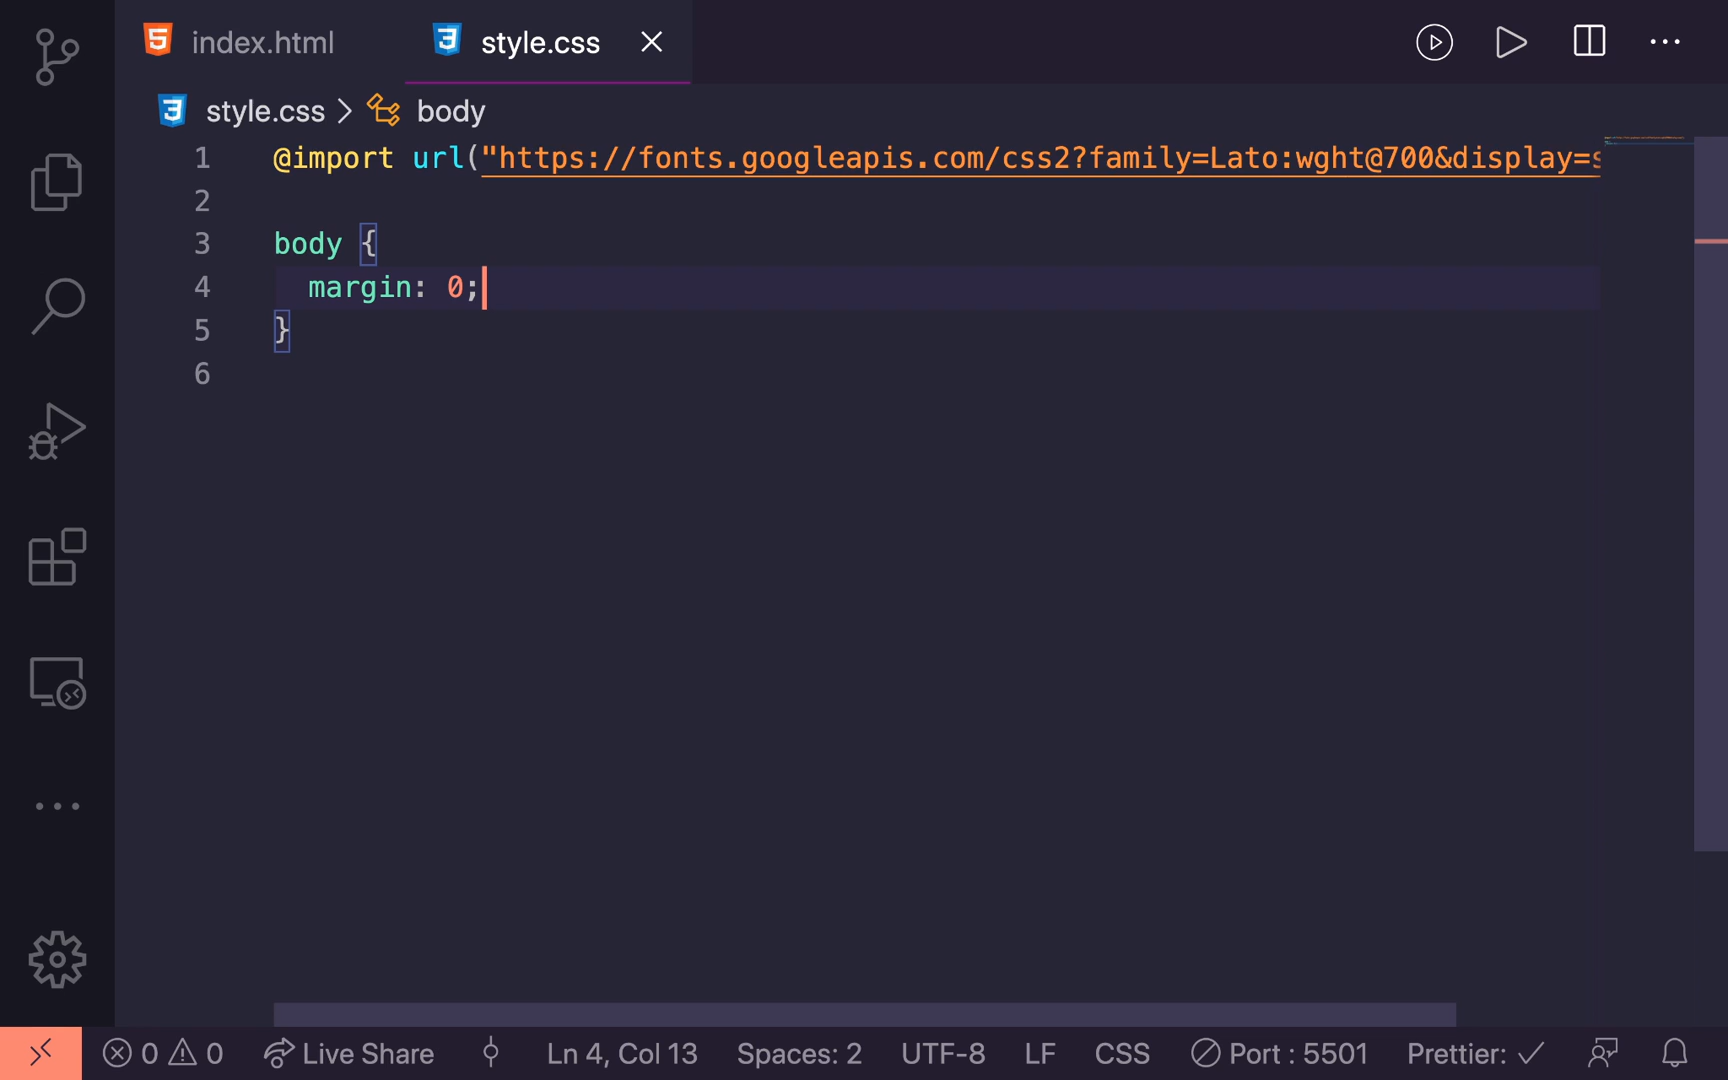 index.html
style.css
style.css > body
1 @import url("https://fonts.googleapis.com/css2?family=Lato:wght@700&display=s
2
3 body {
4 margin: 0;
5 }
6
0 0 Live Share Ln 4, Col 13 Spaces: 2 UTF-8 LF CSS Port : 5501 Prettier: ✓